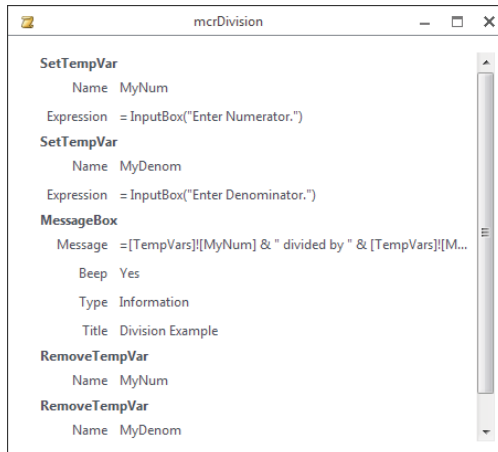 mcrDivision
SetTempVar
Name MyNum
Expression = InputBox("Enter Numerator.")
SetTempVar
Name MyDenom
Expression = InputBox("Enter Denominator.")
MessageBox
Message =[TempVars]![MyNum] & " divided by " & [TempVars]![M...
Beep Yes
Type Information
Title Division Example
RemoveTempVar
Name MyNum
RemoveTempVar
Name MyDenom